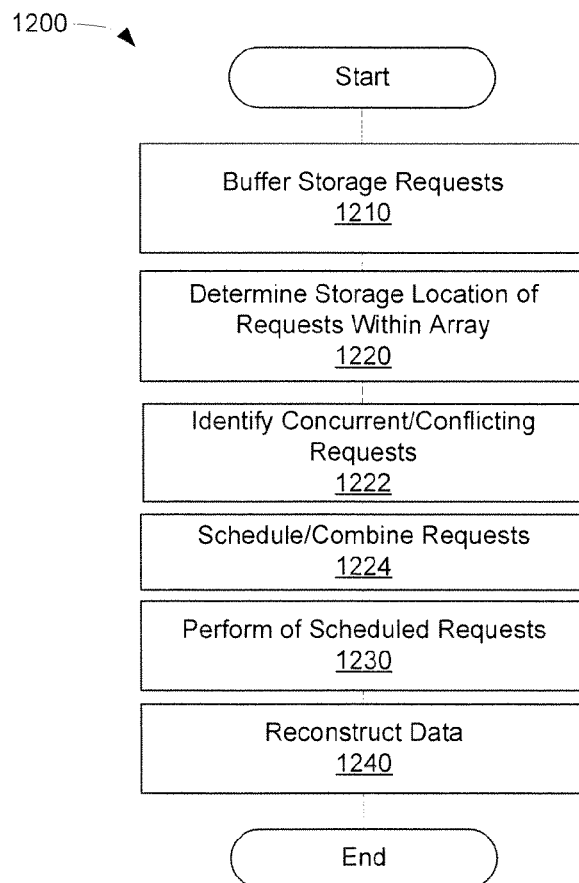 1200
Start
Buffer Storage Requests
1210
Determine Storage Location of
Requests Within Array
1220
Identify Concurrent/Conflicting
Requests
1222
Schedule/Combine Requests
1224
Perform of Scheduled Requests
1230
Reconstruct Data
1240
End